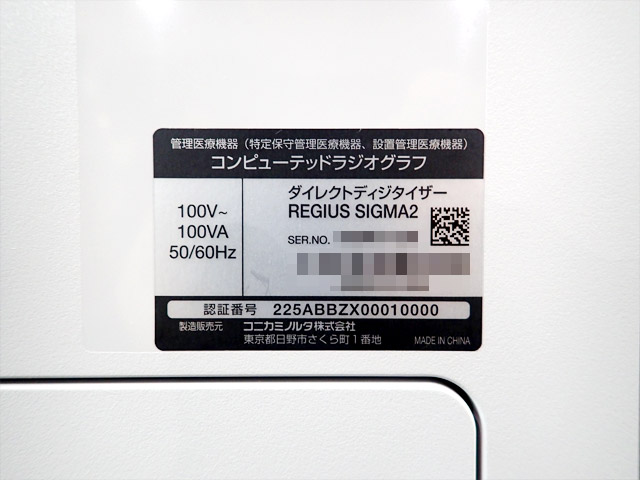 管理医療機器（特定保守管理医療機器、設置管理医療機器）
コンピューテッドラジオグラフ
100V~
100VA
50/60Hz
ダイレクトディジタイザー
REGIUS SIGMA2
SER.NO.
認証番号 225ABBZX00010000
製造販売元 コニカミノルタ株式会社
東京都日野市さくら町1番地
MADE IN CHINA